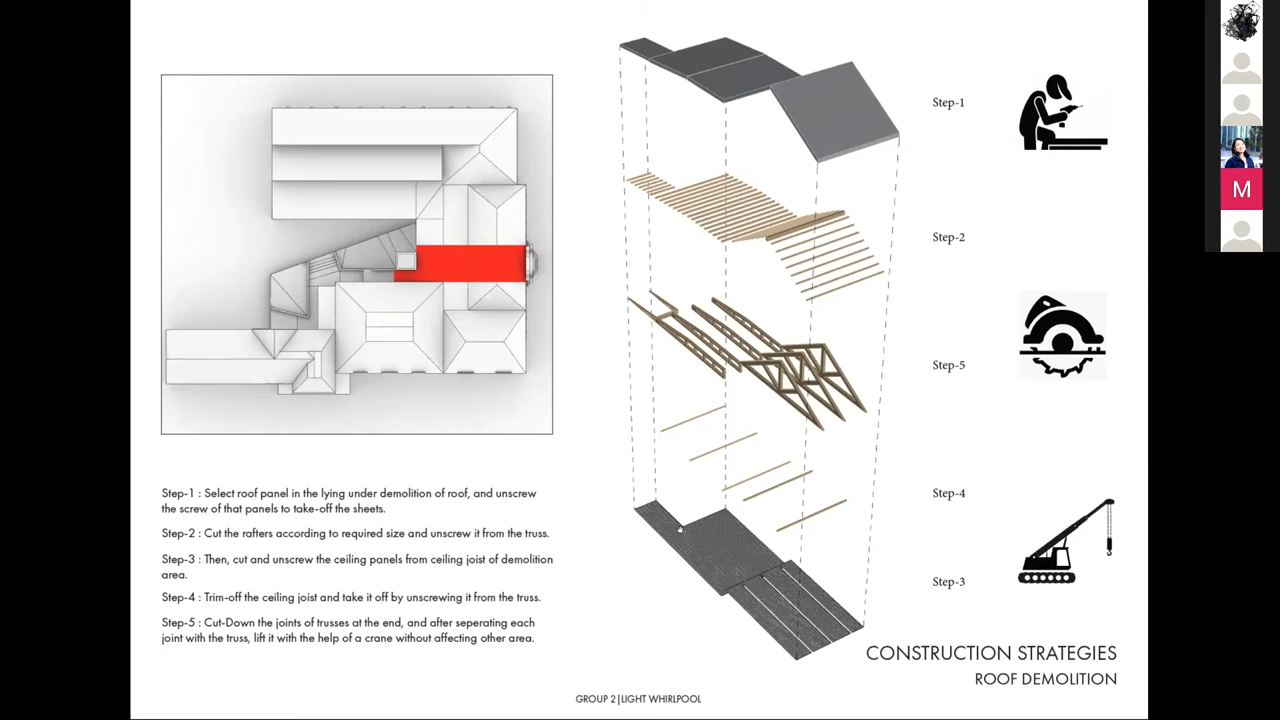 Step-1
Step-2
Step-5
Step-4
Step-3
Step-1 : Select roof panel in the lying under demolition of roof, and unscrew
the screw of that panels to take-off the sheets.
Step-2 : Cut the rafters according to required size and unscrew it from the truss.
Step-3 : Then, cut and unscrew the ceiling panels from ceiling joist of demolition
area.
Step-4 : Trim-off the ceiling joist and take it off by unscrewing it from the truss.
Step-5 : Cut-Down the joints of trusses at the end, and after seperating each
joint with the truss, lift it with the help of a crane without affecting other area.
CONSTRUCTION STRATEGIES
ROOF DEMOLITION
GROUP 2|LIGHT WHIRLPOOL
M